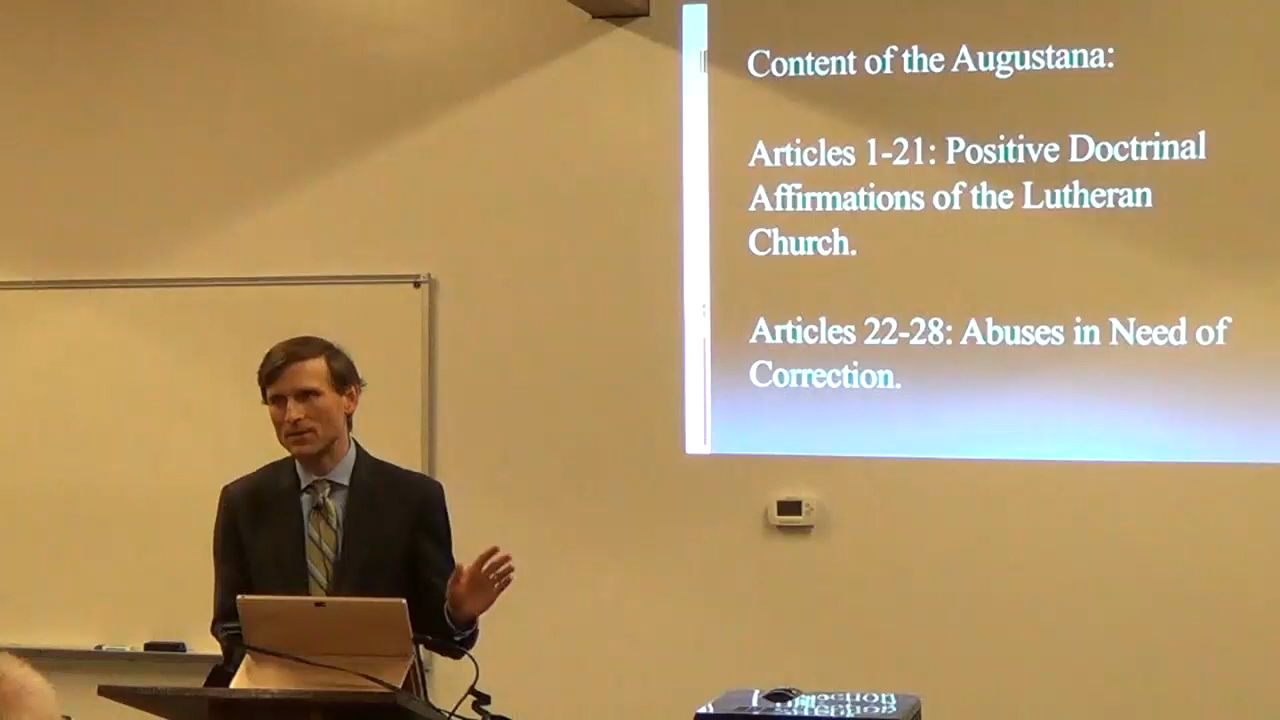 Content of the Augustana:
Articles 1-21: Positive Doctrinal
Affirmations of the Lutheran
Church.
Articles 22-28: Abuses in Need of
Correction.